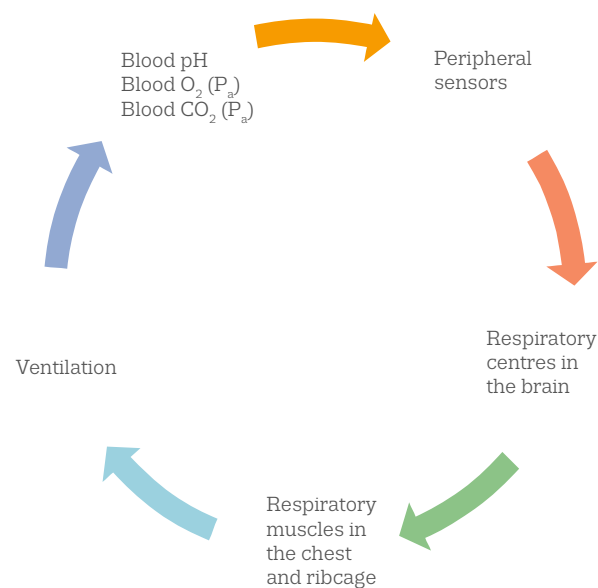 Blood pH
Blood O₂ (Pₐ)
Blood CO₂ (Pₐ)
Peripheral
sensors
Respiratory
centres in
the brain
Respiratory
muscles in
the chest
and ribcage
Ventilation